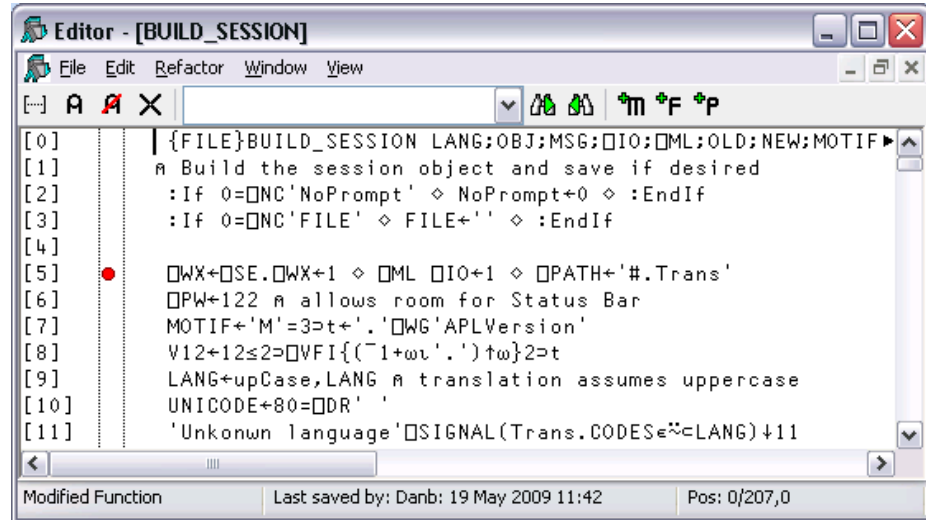 Editor - [BUILD_SESSION]
File Edit Refactor Window View
[0] {FILE}BUILD_SESSION LANG;OBJ;MSG;⎕IO;⎕ML;OLD;NEW;MOTIF
[1] ⍝ Build the session object and save if desired
[2] :If 0=⎕NC'NoPrompt' ⋄ NoPrompt←0 ⋄ :EndIf
[3] :If 0=⎕NC'FILE' ⋄ FILE←'' ⋄ :EndIf
[4]
[5] ⎕WX←⎕SE.⎕WX←1 ⋄ ⎕ML ⎕IO←1 ⋄ ⎕PATH←'#.Trans'
[6] ⎕PW←122 ⍝ allows room for Status Bar
[7] MOTIF←'M'=3⊃t←'.'⎕WG'APLVersion'
[8] V12←12≤2⊃⎕VFI{(¯1+⍵⍳'.')↑⍵}2⊃t
[9] LANG←upCase,LANG ⍝ translation assumes uppercase
[10] UNICODE←80=⎕DR' '
[11] 'Unkonwn language'⎕SIGNAL(Trans.CODES∊⍨⊂LANG)↓11
Modified Function Last saved by: Danb: 19 May 2009 11:42 Pos: 0/207,0